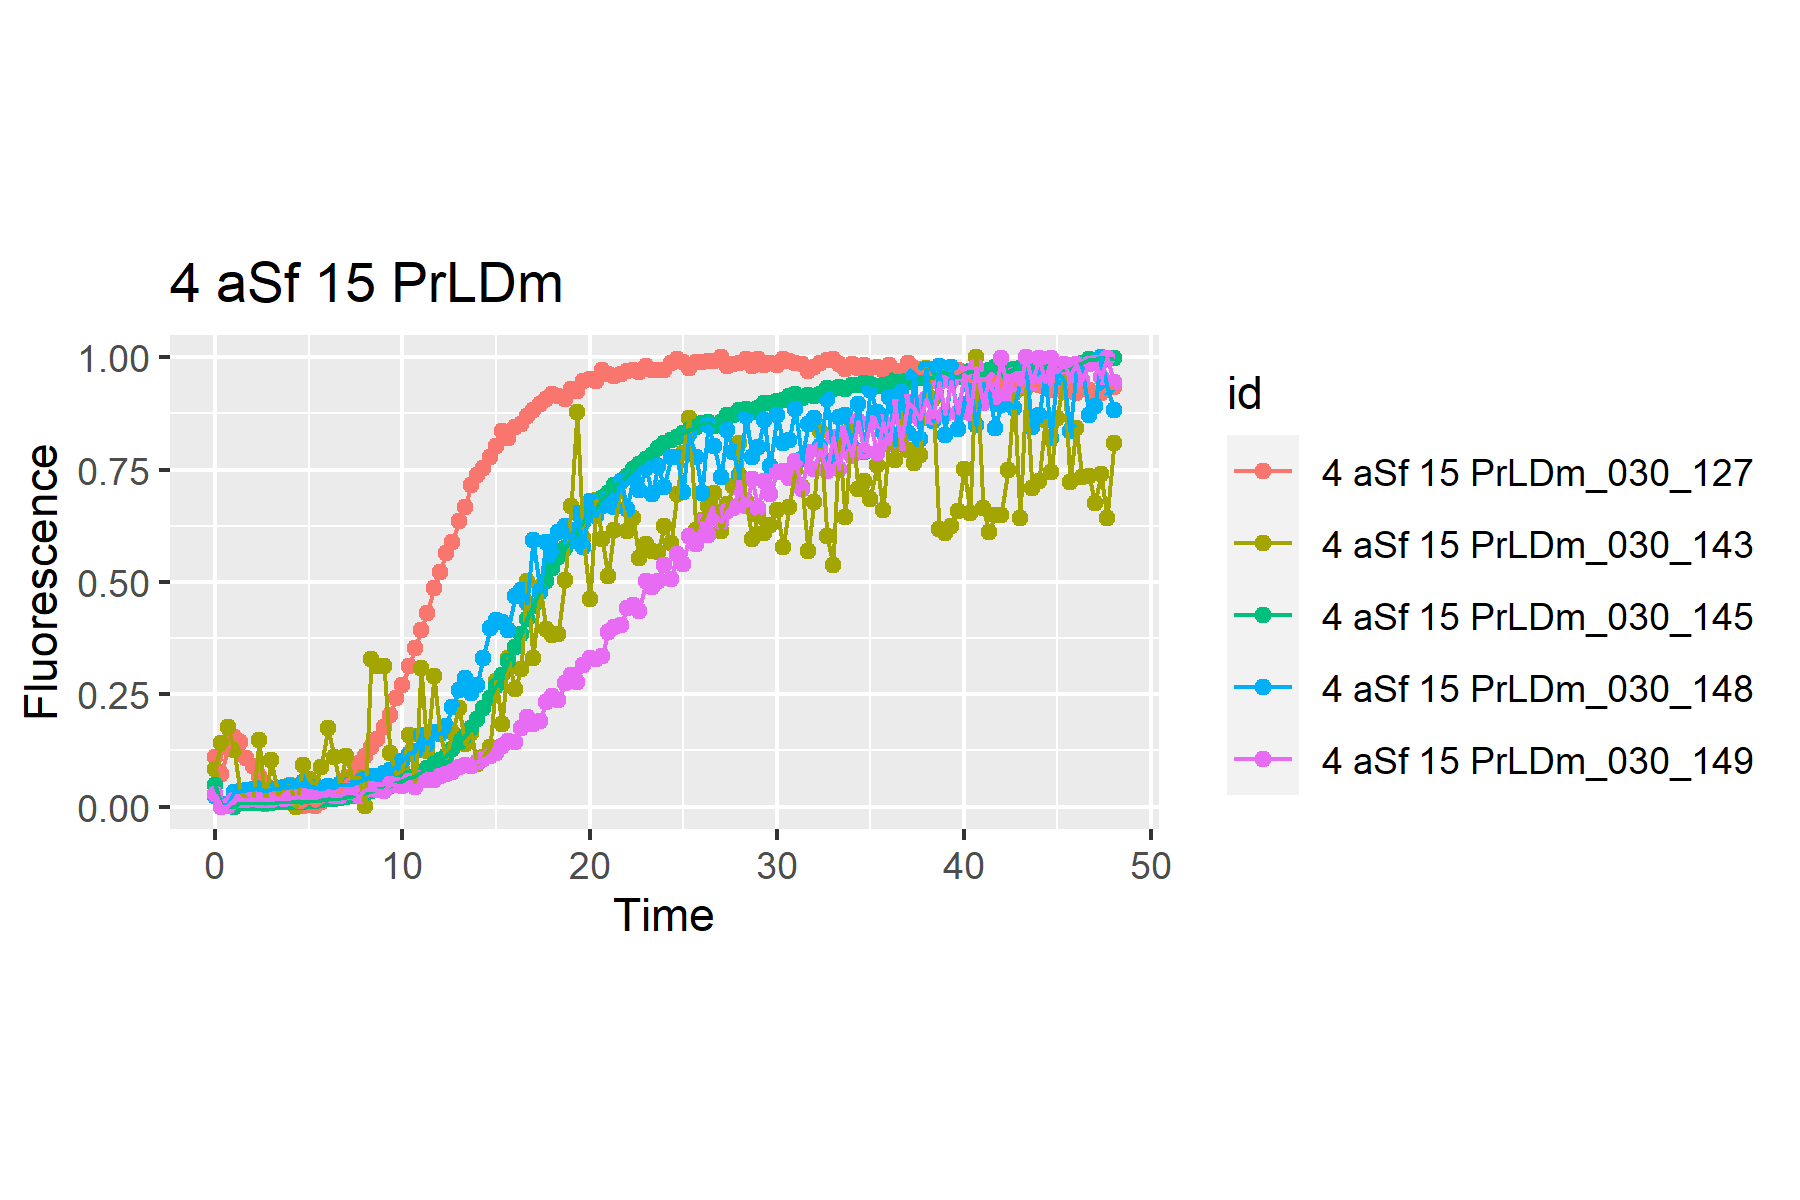 4 aSf 15 PrLDm
1.00
0.75
0.50
0.25
0.00
Fluorescence
0 10 20 30 40 50
Time
id
4 aSf 15 PrLDm_030_127
4 aSf 15 PrLDm_030_143
4 aSf 15 PrLDm_030_145
4 aSf 15 PrLDm_030_148
4 aSf 15 PrLDm_030_149